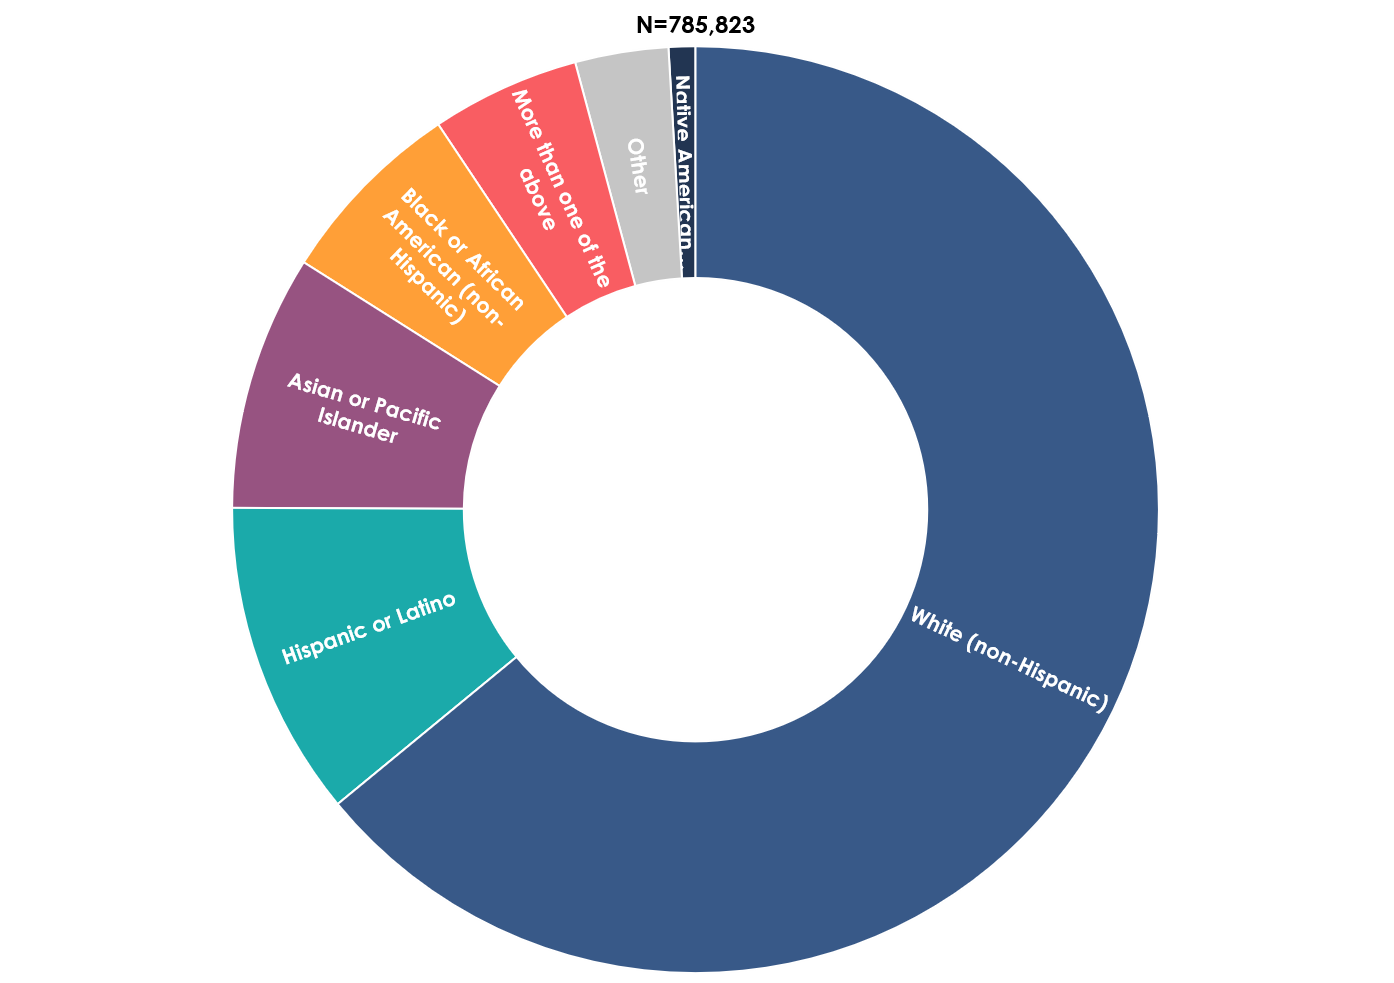 N=785,823
Native American...
Other
More than one of the
above
Black or African
American (non-
Hispanic)
Asian or Pacific
Islander
Hispanic or Latino
White (non-Hispanic)